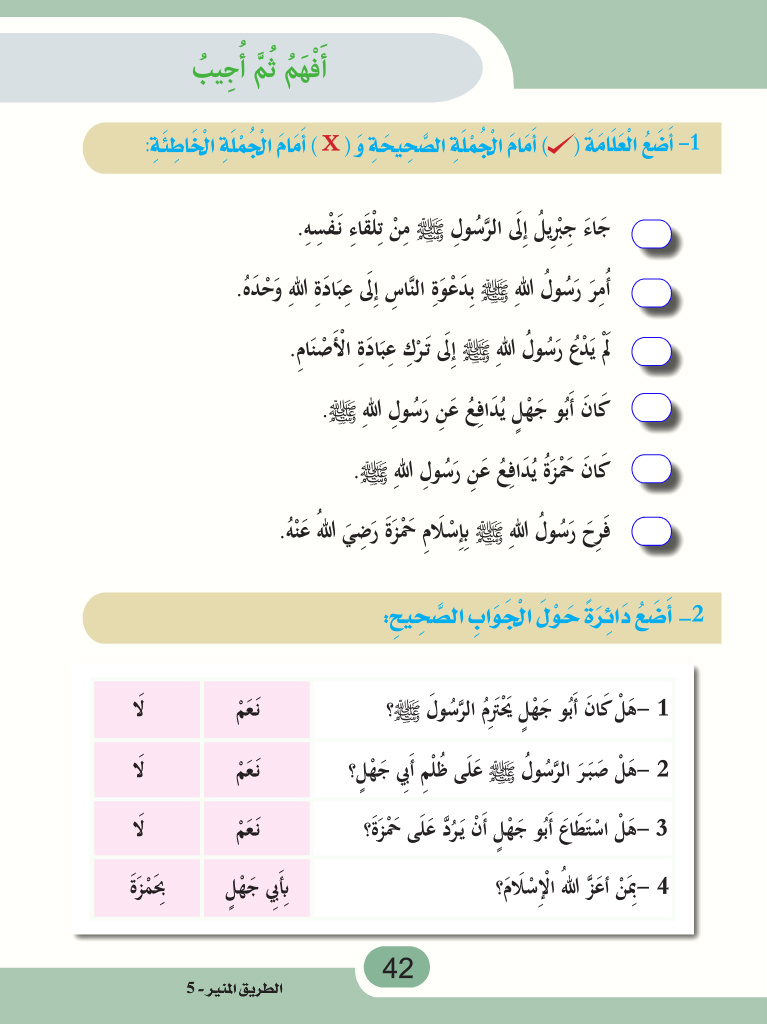 أَفْهَمُ ثُمَّ أُجِيبُ
1- أَضَعُ الْعَلَامَةَ (✓) أَمَامَ الْجُمْلَةِ الصَّحِيحَةِ وَ ( X ) أَمَامَ الْجُمْلَةِ الْخَاطِئَةِ:
جَاءَ جِبْرِيلُ إِلَى الرَّسُولِ ﷺ مِنْ تِلْقَاءِ نَفْسِهِ.
أُمِرَ رَسُولُ اللهِ ﷺ بِدَعْوَةِ النَّاسِ إِلَى عِبَادَةِ اللهِ وَحْدَهُ.
لَمْ يَدْعُ رَسُولُ اللهِ ﷺ إِلَى تَرْكِ عِبَادَةِ الْأَصْنَامِ.
كَانَ أَبُو جَهْلٍ يُدَافِعُ عَنِ رَسُولِ اللهِ ﷺ.
كَانَ حَمْزَةُ يُدَافِعُ عَنِ رَسُولِ اللهِ ﷺ.
فَرِحَ رَسُولُ اللهِ ﷺ بِإِسْلَامِ حَمْزَةَ رَضِيَ اللهُ عَنْهُ.
2- أَضَعُ دَائِرَةً حَوْلَ الْجَوَابِ الصَّحِيحِ:
1 -هَلْ كَانَ أَبُو جَهْلٍ يَحْتَرِمُ الرَّسُولَ ﷺ؟ نَعَمْ لَا
2 -هَلْ صَبَرَ الرَّسُولُ ﷺ عَلَى ظُلْمِ أَبِي جَهْلٍ؟ نَعَمْ لَا
3 -هَلْ اسْتَطَاعَ أَبُو جَهْلٍ أَنْ يَرُدَّ عَلَى حَمْزَةَ؟ نَعَمْ لَا
4 -بِمَنْ أعَزَّ اللهُ الْإِسْلَامَ؟ بِأَبِي جَهْلٍ بِحَمْزَةَ
42
الطريق المنير - 5